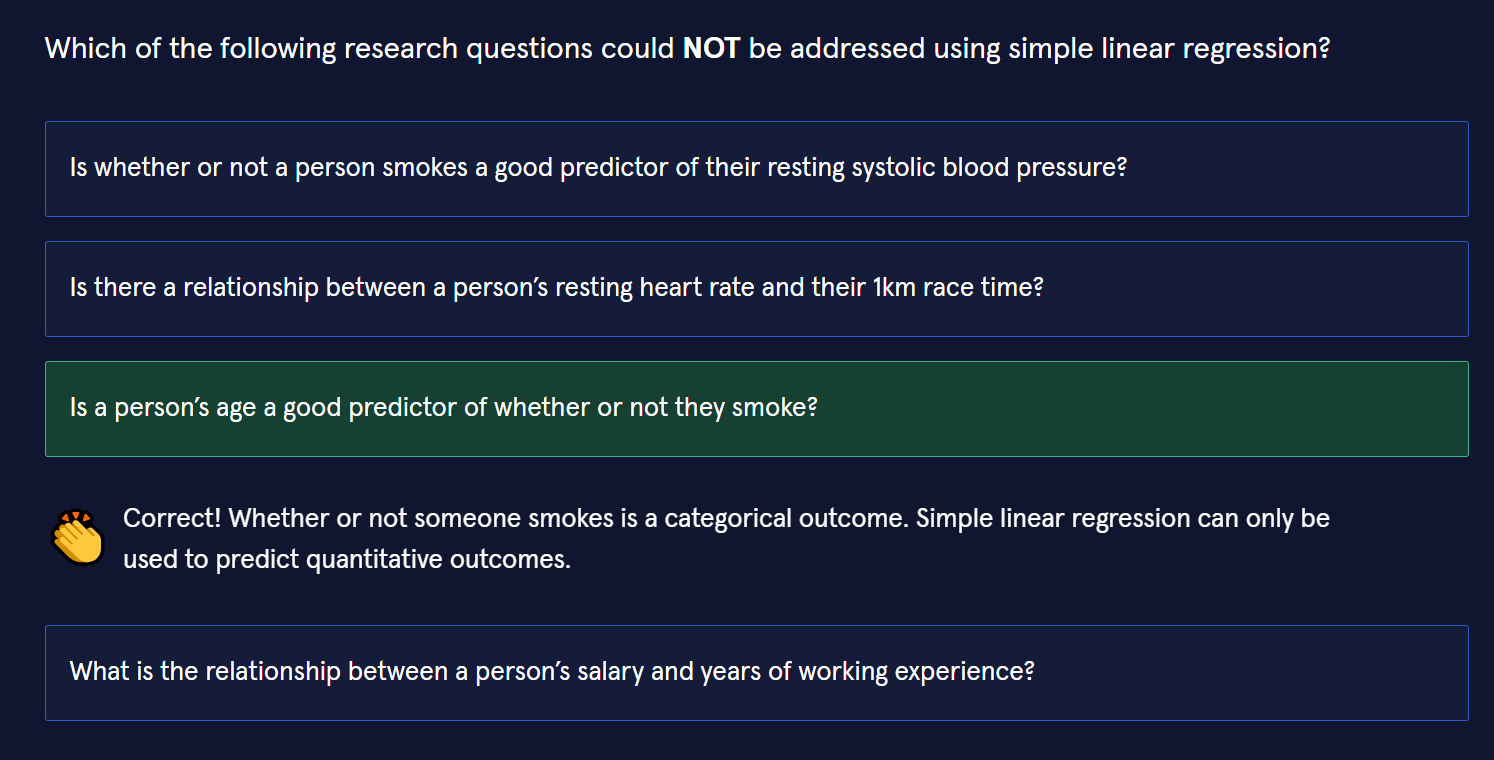 Which of the following research questions could NOT be addressed using simple linear regression?
Is whether or not a person smokes a good predictor of their resting systolic blood pressure?
Is there a relationship between a person’s resting heart rate and their 1km race time?
Is a person’s age a good predictor of whether or not they smoke?
Correct! Whether or not someone smokes is a categorical outcome. Simple linear regression can only be
used to predict quantitative outcomes.
What is the relationship between a person’s salary and years of working experience?